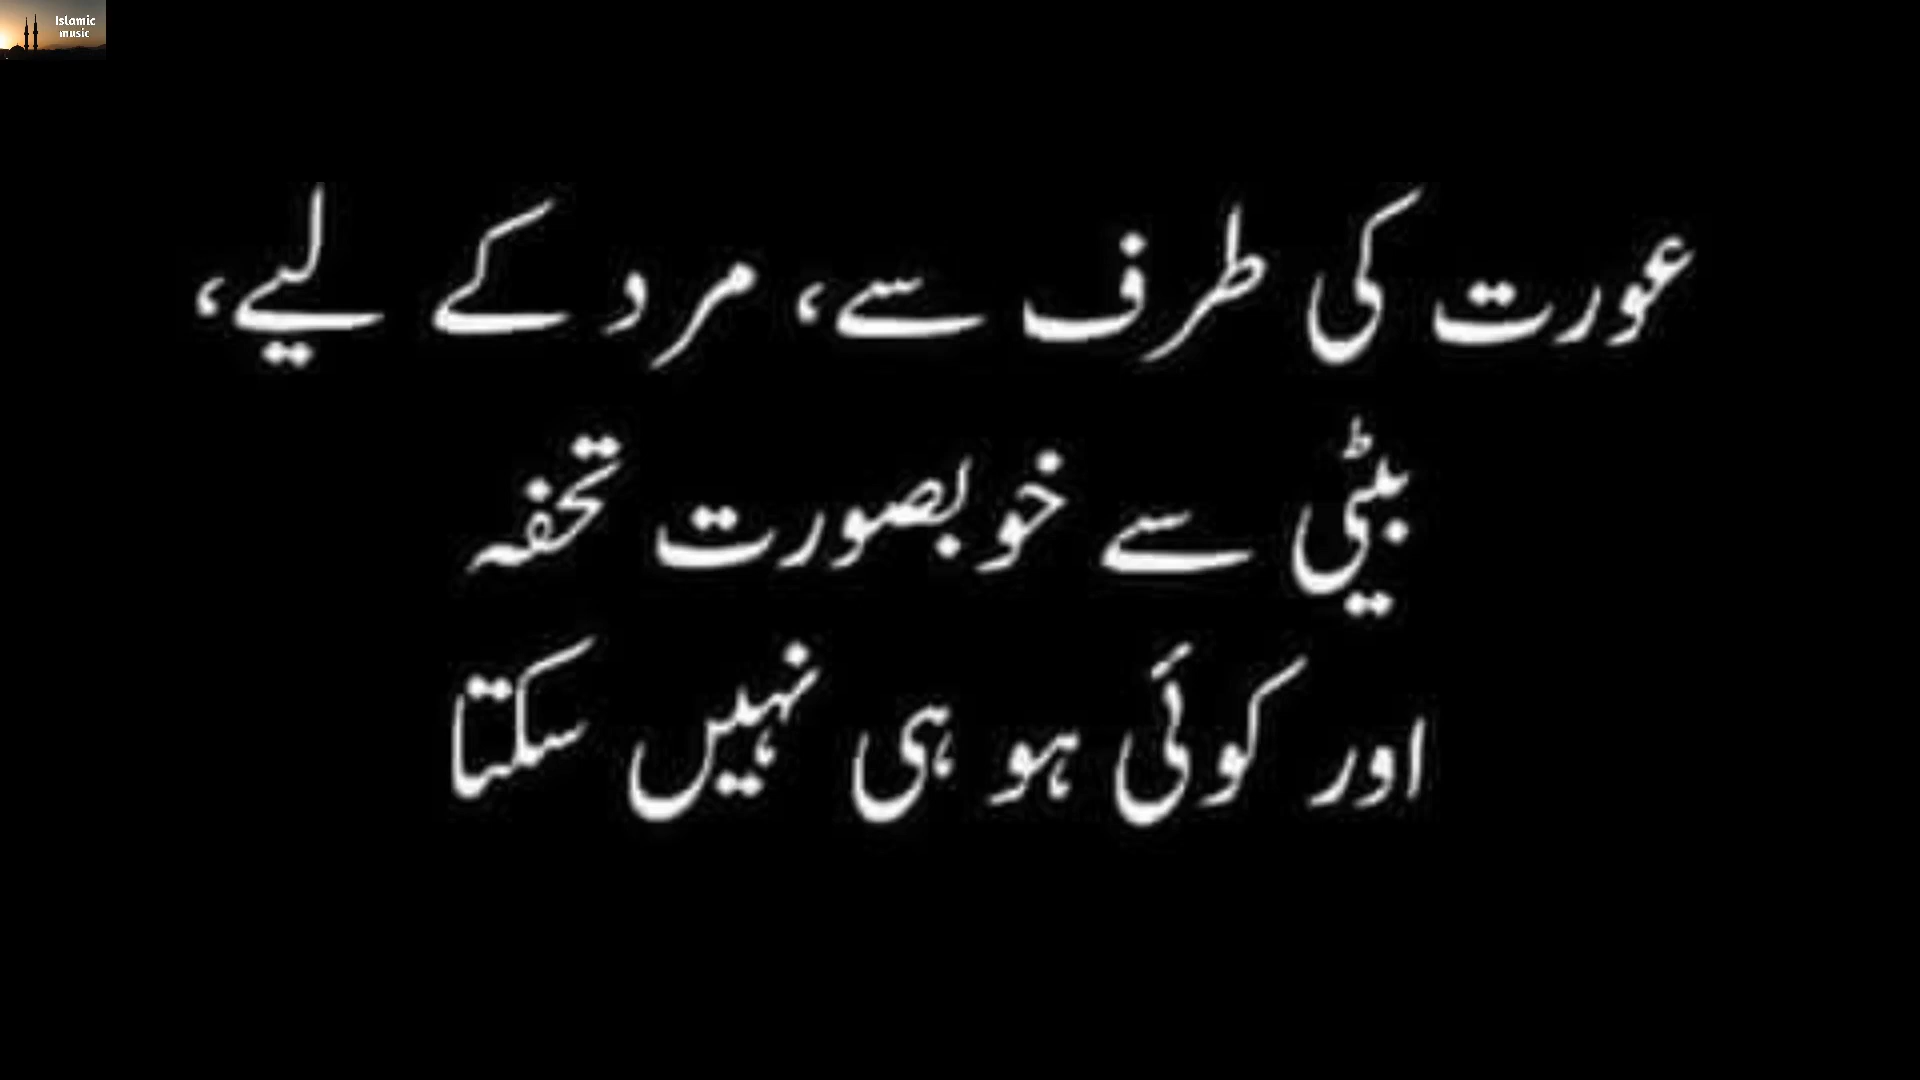 Islamic
music
عورت کی طرف سے، مرد کے لیے،
بیٹی سے خوبصورت تحفہ
اور کوئی ہو ہی نہیں سکتا